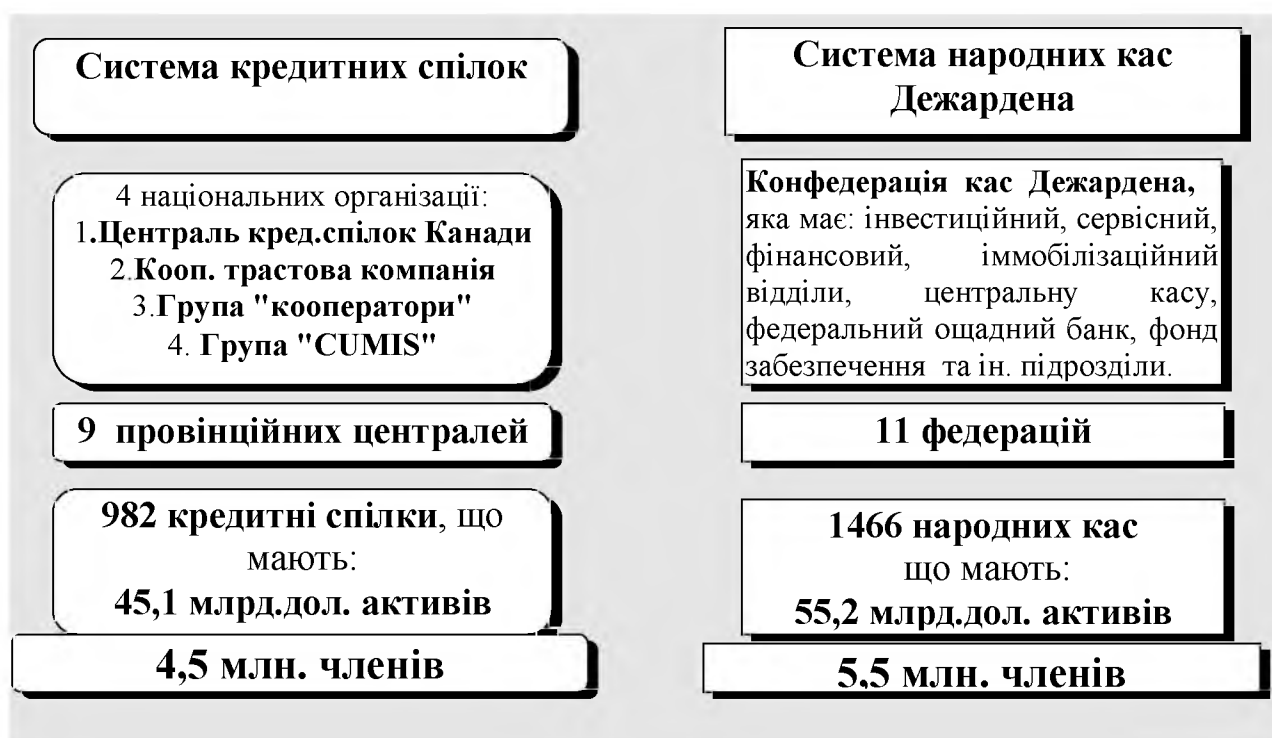 Система кредитних спілок
4 національних організації:
1.Централь кред.спілок Канади
2.Кооп. трастова компанія
3.Група "кооператори"
4. Група "CUMIS"
9 провінційних централей
982 кредитні спілки, що
мають:
45,1 млрд.дол. активів
4,5 млн. членів
Система народних кас
Дежардена
Конфедерація кас Дежардена,
яка має: інвестиційний, сервісний,
фінансовий, іммобілізаційний
відділи, центральну касу,
федеральний ощадний банк, фонд
забезпечення та ін. підрозділи.
11 федерацій
1466 народних кас
що мають:
55,2 млрд.дол. активів
5,5 млн. членів